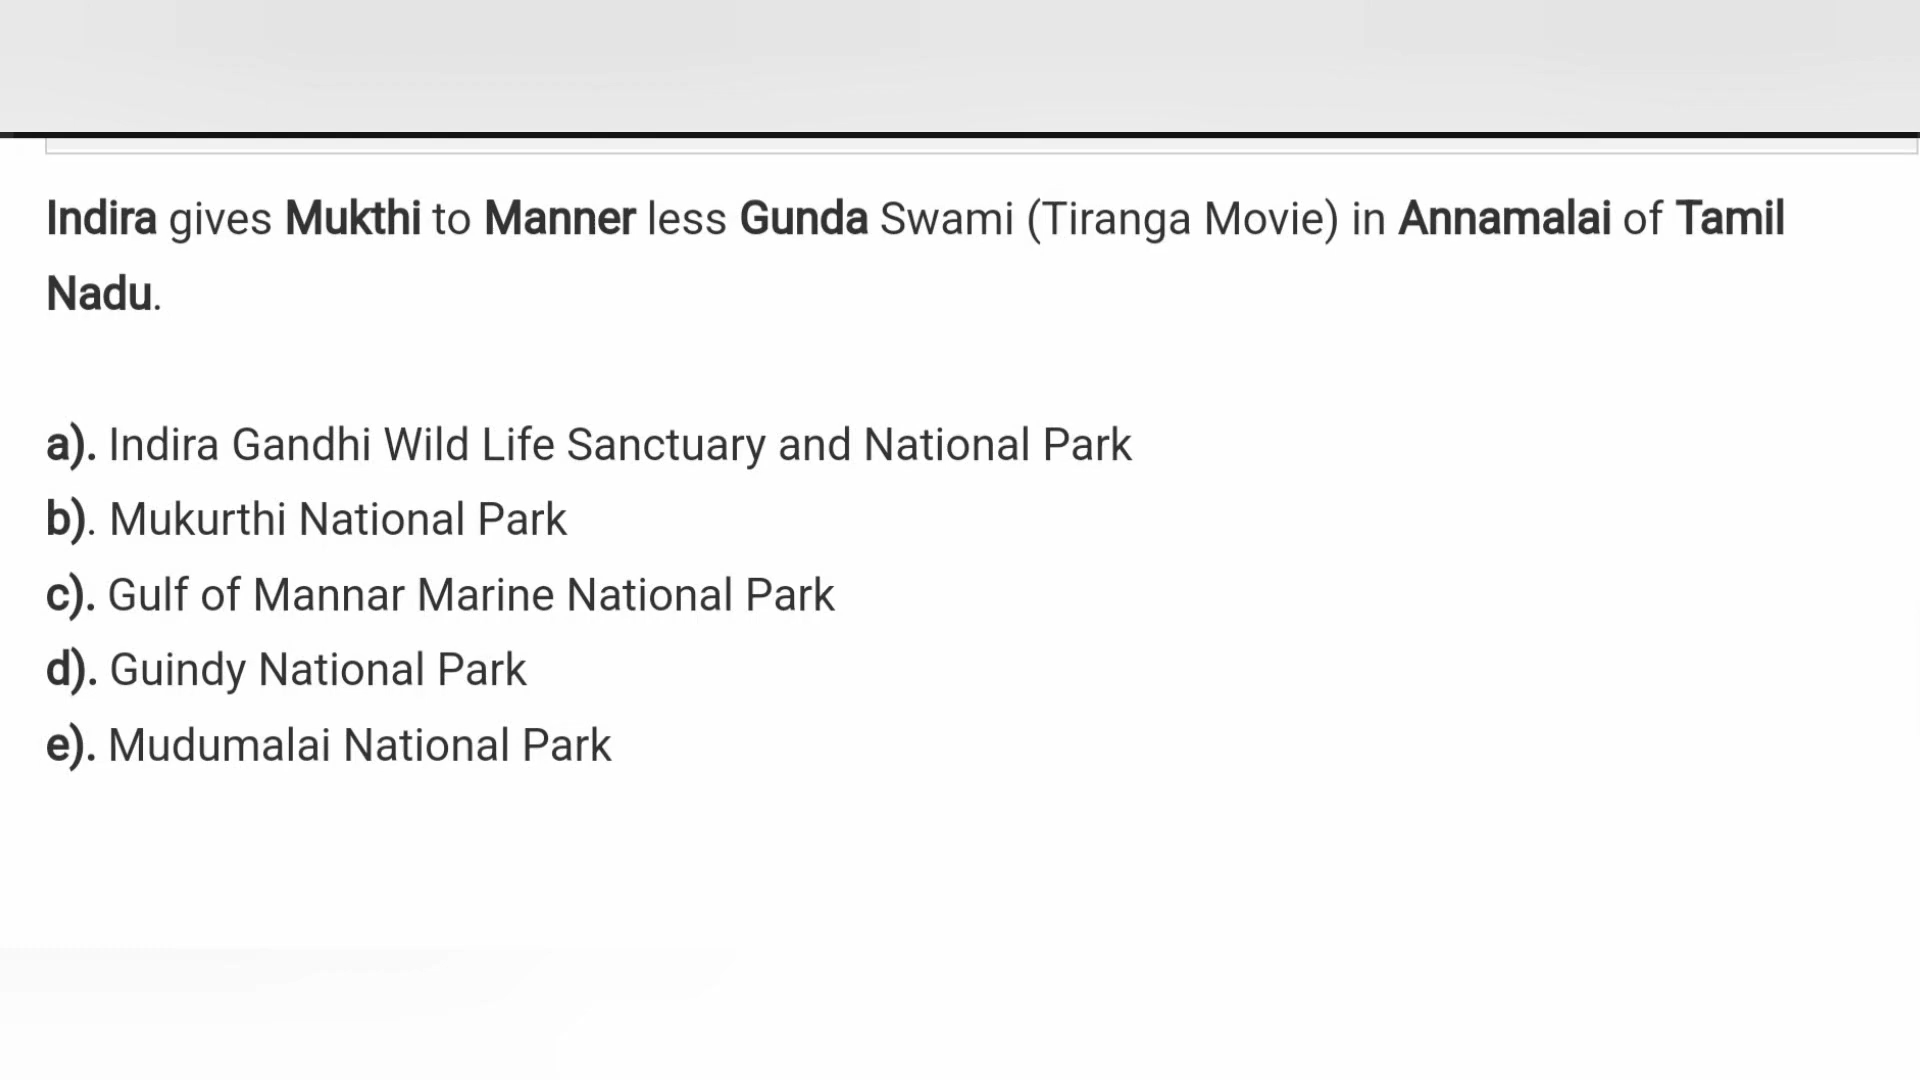 Indira gives Mukthi to Manner less Gunda Swami (Tiranga Movie) in Annamalai of Tamil
Nadu.
a). Indira Gandhi Wild Life Sanctuary and National Park
b). Mukurthi National Park
c). Gulf of Mannar Marine National Park
d). Guindy National Park
e). Mudumalai National Park